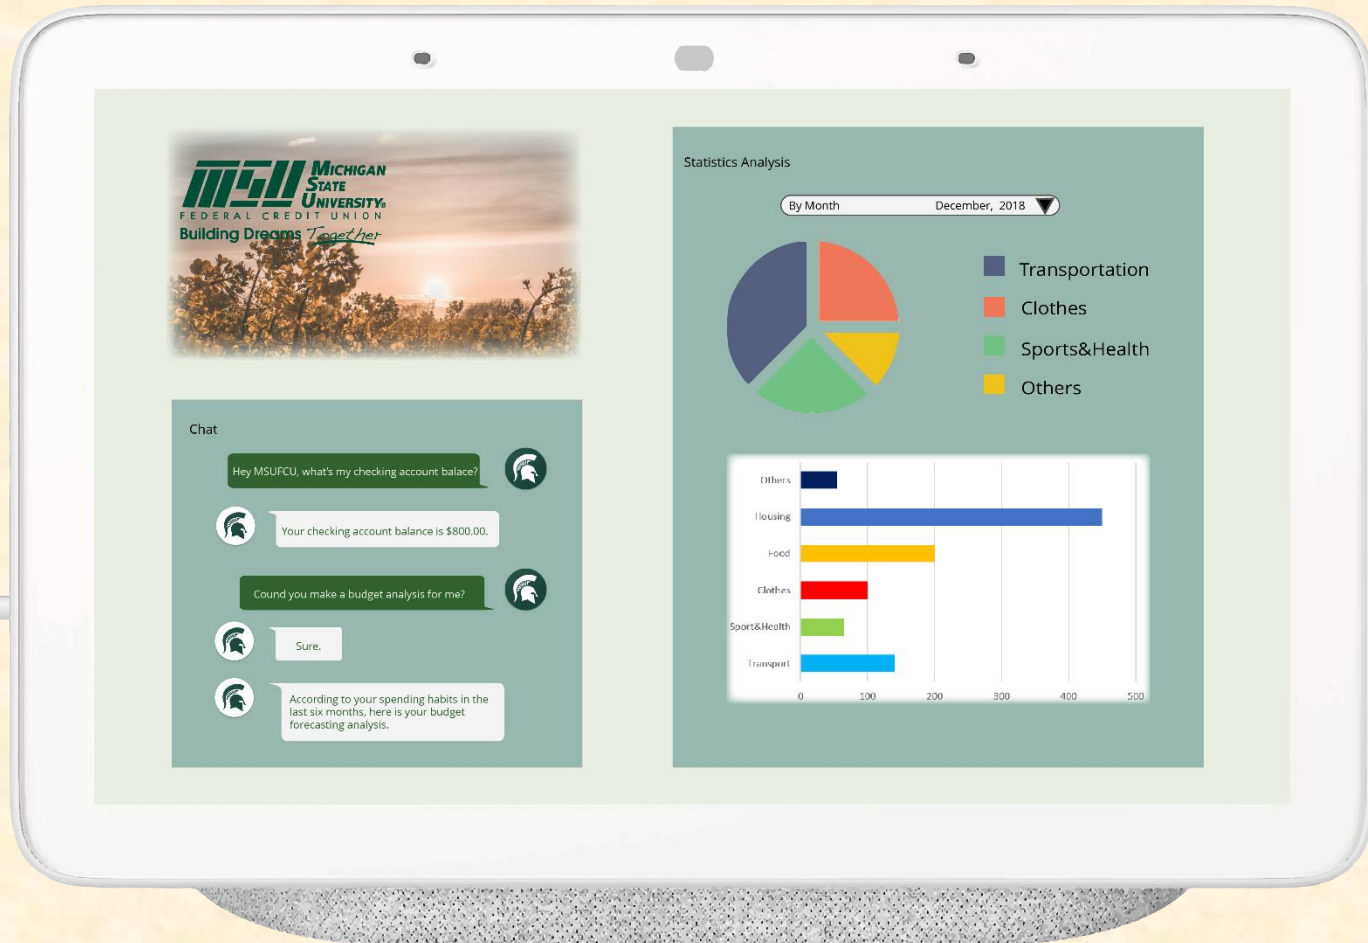 MSU MICHIGAN
STATE
UNIVERSITY®
FEDERAL CREDIT UNION
Building Dreams Together
Chat
Hey MSUFCU, what's my checking account balace?
Your checking account balance is $800.00.
Cound you make a budget analysis for me?
Sure.
According to your spending habits in the
last six months, here is your budget
forecasting analysis.
Statistics Analysis
By Month December, 2018
Transportation
Clothes
Sports&Health
Others
Others
Housing
Food
Clothes
Sport&Health
Transport
0 100 200 300 400 500